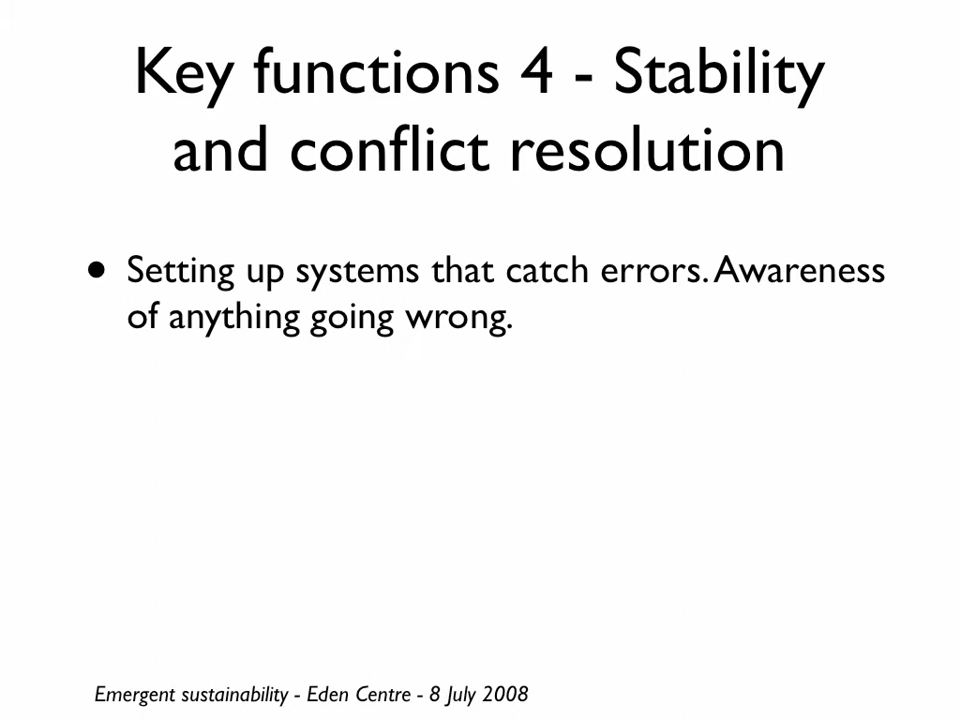 Key functions 4 - Stability
and conflict resolution
• Setting up systems that catch errors. Awareness
of anything going wrong.
Emergent sustainability - Eden Centre - 8 July 2008